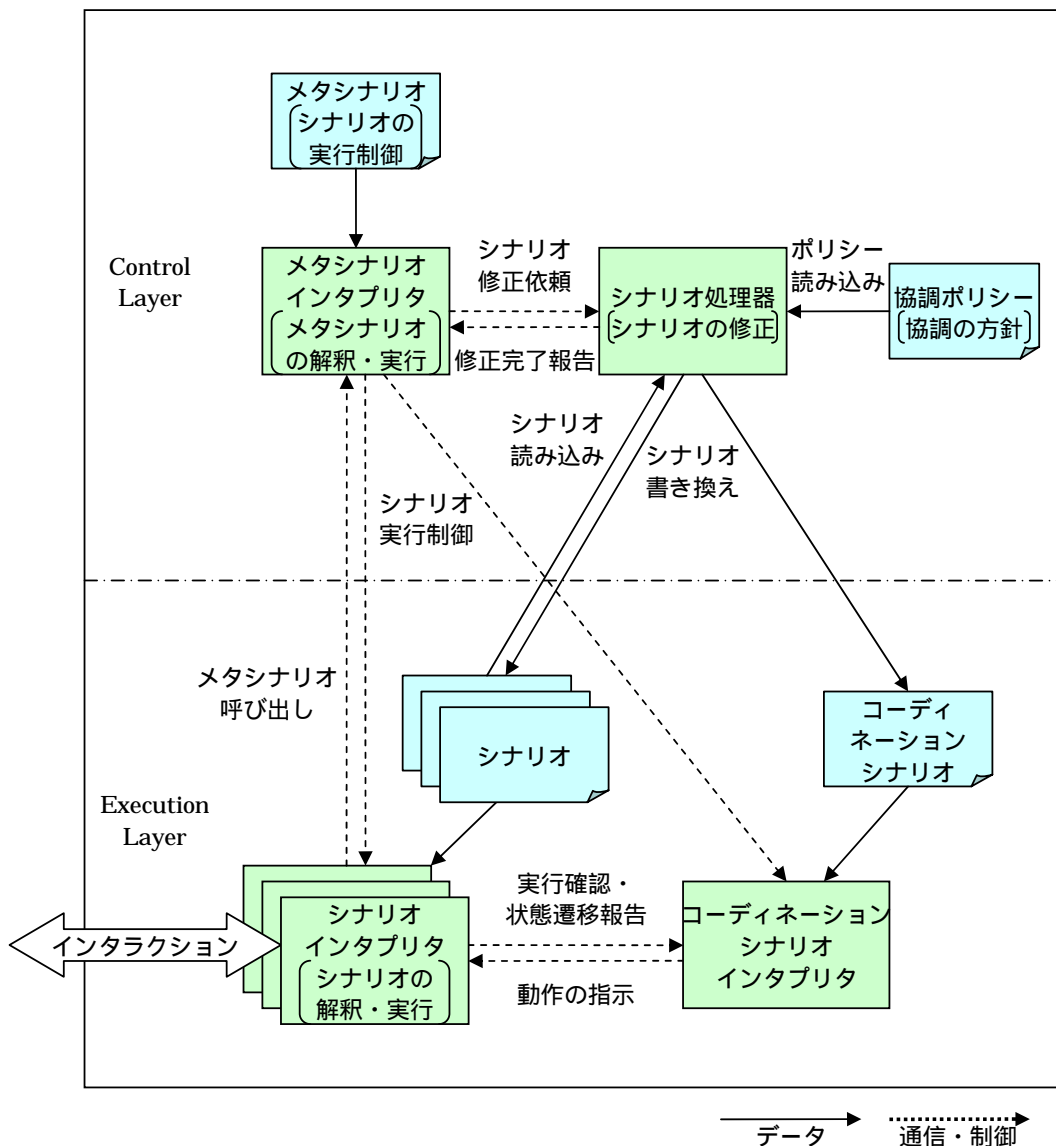 メタシナリオ
シナリオの
実行制御
Control
Layer
メタシナリオ
インタプリタ
メタシナリオ
の解釈・実行
シナリオ
修正依頼
修正完了報告
シナリオ処理器
シナリオの修正
ポリシー
読み込み
協調ポリシー
協調の方針
シナリオ
読み込み
シナリオ
書き換え
シナリオ
実行制御
メタシナリオ
呼び出し
シナリオ
コーディ
ネーション
シナリオ
Execution
Layer
インタラクション
シナリオ
インタプリタ
シナリオの
解釈・実行
実行確認・
状態遷移報告
動作の指示
コーディネーション
シナリオ
インタプリタ
データ
通信・制御